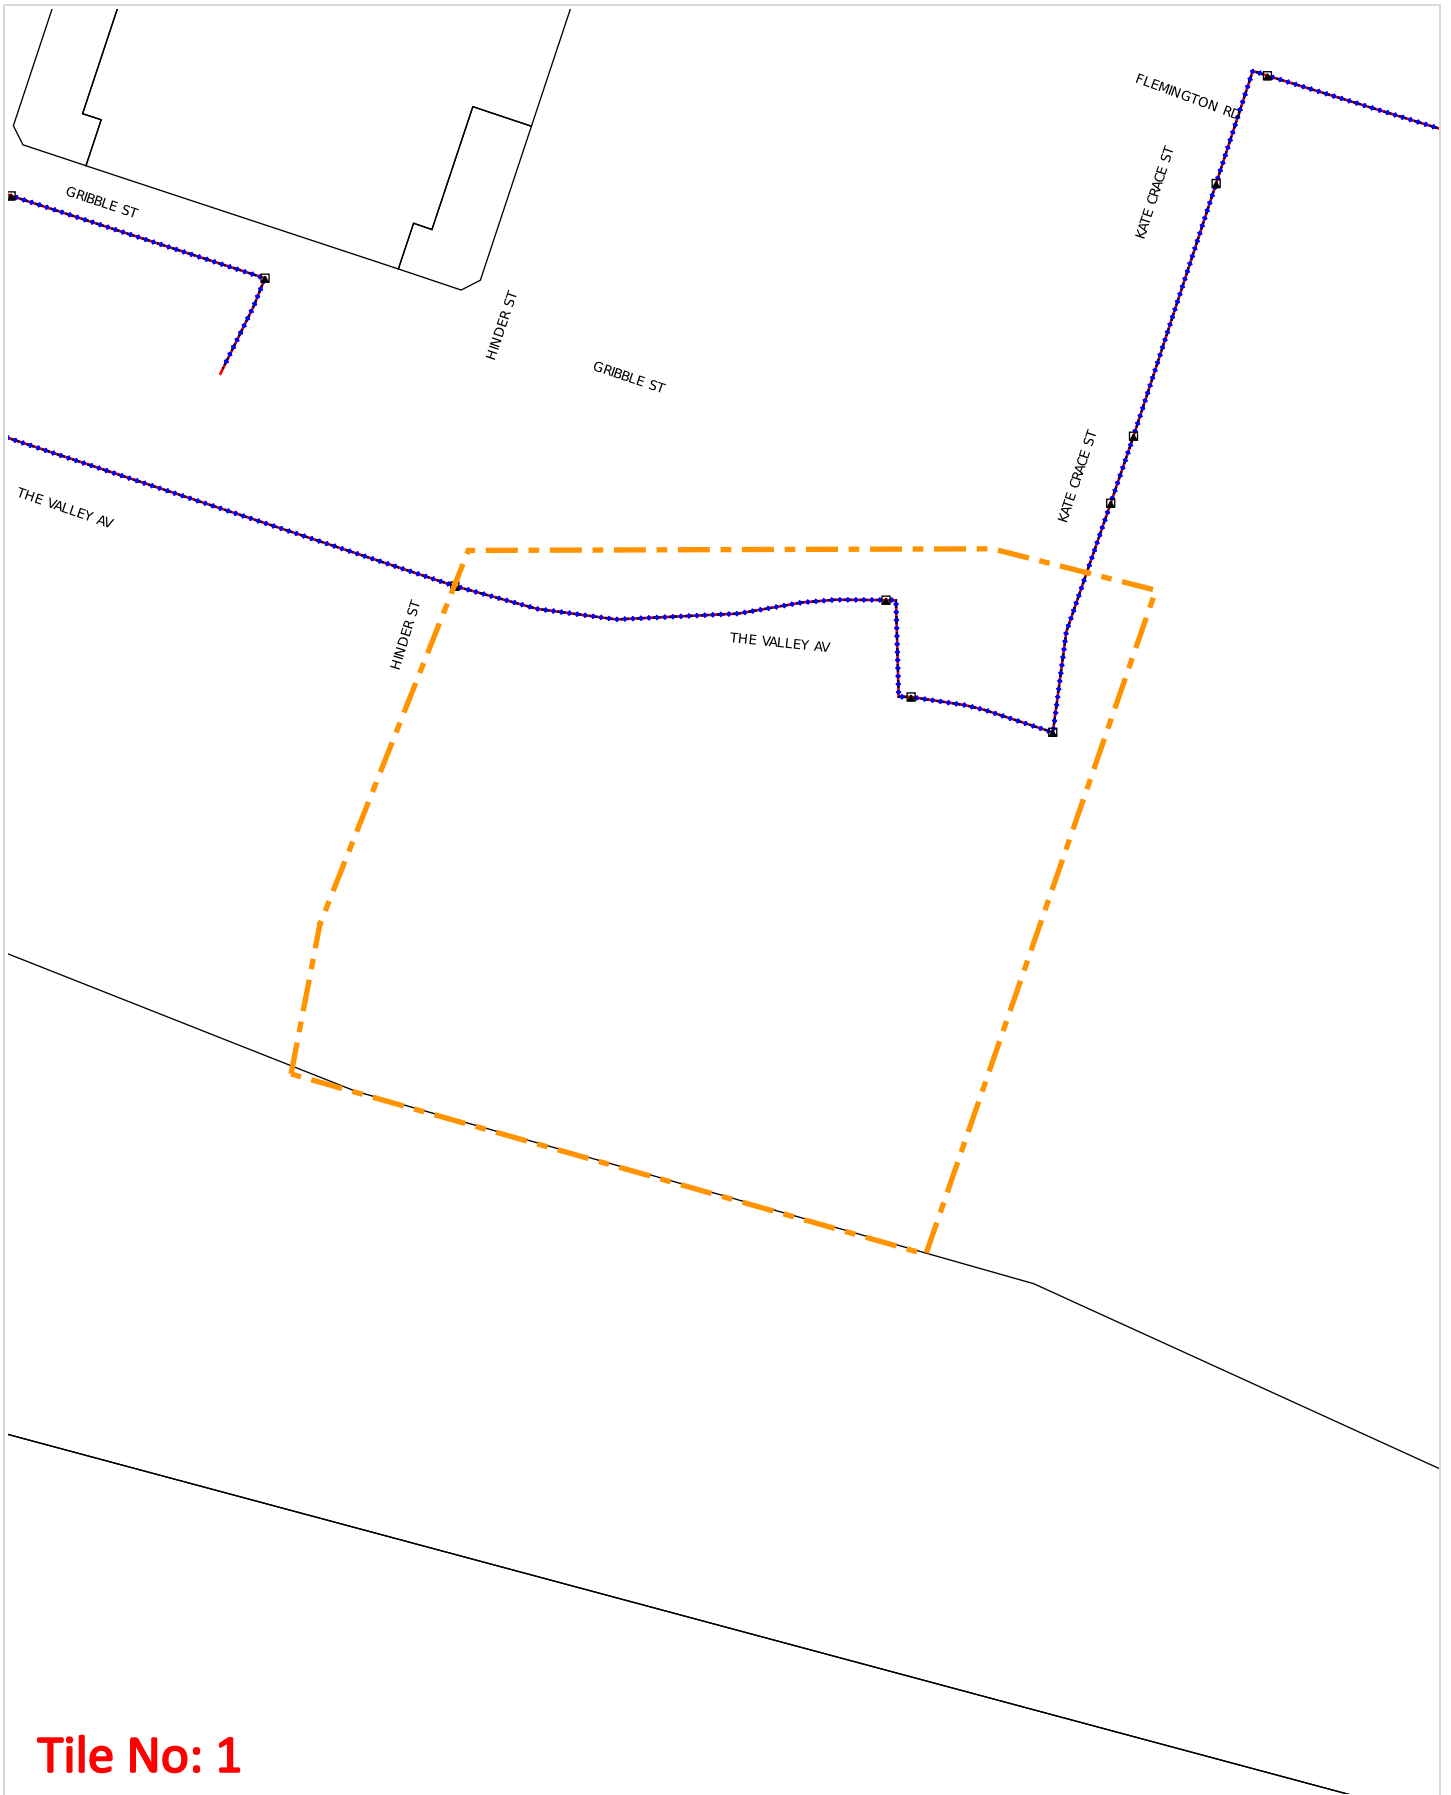 FLEMINGTON RD
KATE CRACE ST
GRIBBLE ST
HINDER ST
GRIBBLE ST
KATE CRACE ST
THE VALLEY AV
HINDER ST
THE VALLEY AV
Tile No: 1